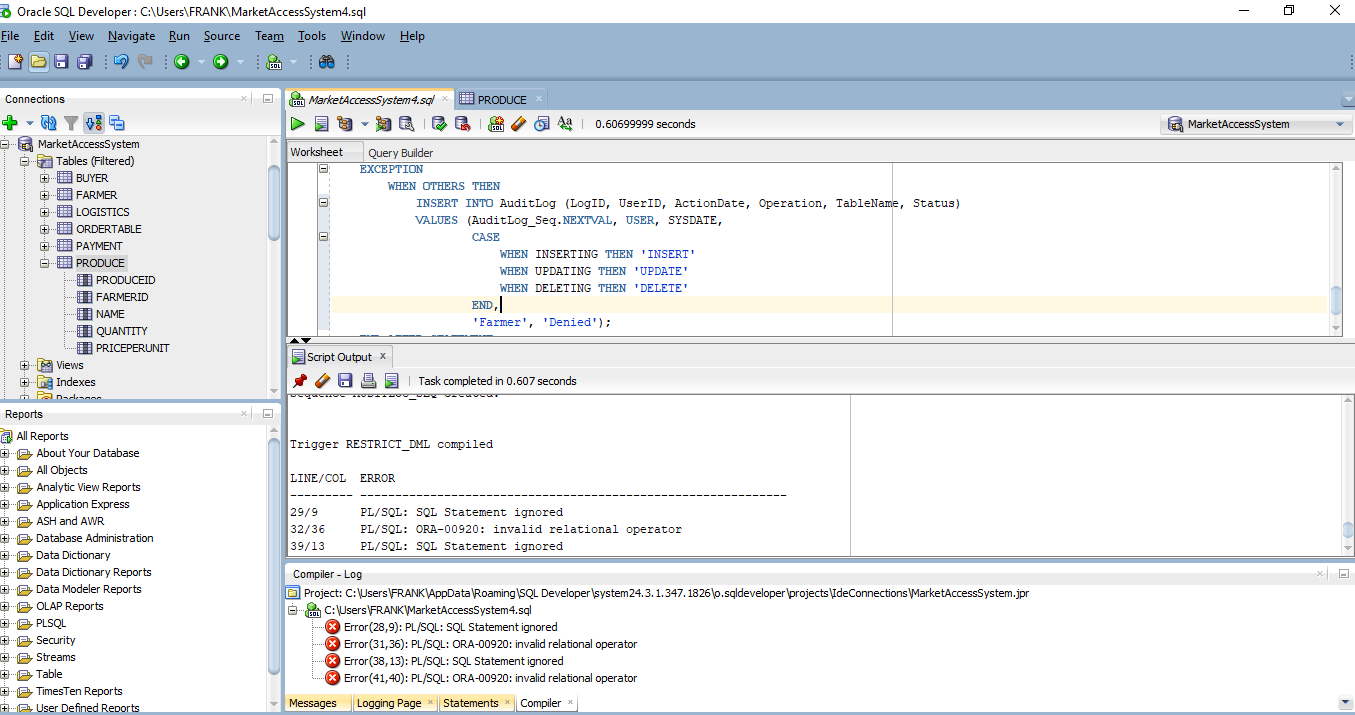 Oracle SQL Developer : C:\Users\FRANK\MarketAccessSystem4.sql
File Edit View Navigate Run Source Team Tools Window Help
Connections
MarketAccessSystem
Tables (Filtered)
BUYER
FARMER
LOGISTICS
ORDERTABLE
PAYMENT
PRODUCE
PRODUCEID
FARMERID
NAME
QUANTITY
PRICEPERUNIT
Views
Indexes
Packages
Reports
All Reports
About Your Database
All Objects
Analytic View Reports
Application Express
ASH and AWR
Database Administration
Data Dictionary
Data Dictionary Reports
Data Modeler Reports
OLAP Reports
PLSQL
Security
Streams
Table
TimesTen Reports
User Defined Reports
MarketAccessSystem4.sql PRODUCE
0.60699999 seconds MarketAccessSystem
Worksheet Query Builder
EXCEPTION
WHEN OTHERS THEN
INSERT INTO AuditLog (LogID, UserID, ActionDate, Operation, TableName, Status)
VALUES (AuditLog_Seq.NEXTVAL, USER, SYSDATE,
CASE
WHEN INSERTING THEN 'INSERT'
WHEN UPDATING THEN 'UPDATE'
WHEN DELETING THEN 'DELETE'
END,
'Farmer', 'Denied');
Script Output
Task completed in 0.607 seconds
Sequence AUDITLOG_SEQ created.
Trigger RESTRICT_DML compiled
LINE/COL ERROR
--------- -------------------------------------------------------------
29/9 PL/SQL: SQL Statement ignored
32/36 PL/SQL: ORA-00920: invalid relational operator
39/13 PL/SQL: SQL Statement ignored
Compiler - Log
Project: C:\Users\FRANK\AppData\Roaming\SQL Developer\system24.3.1.347.1826\o.sqldeveloper\projects\IdeConnections\MarketAccessSystem.jpr
C:\Users\FRANK\MarketAccessSystem4.sql
Error(28,9): PL/SQL: SQL Statement ignored
Error(31,36): PL/SQL: ORA-00920: invalid relational operator
Error(38,13): PL/SQL: SQL Statement ignored
Error(41,40): PL/SQL: ORA-00920: invalid relational operator
Messages Logging Page Statements Compiler